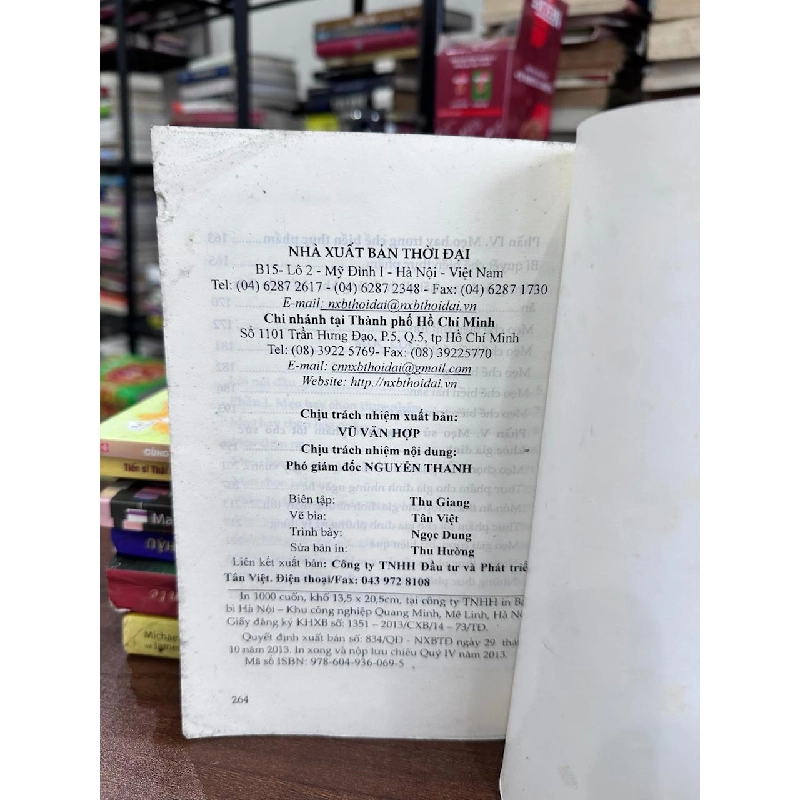 NHÀ XUẤT BẢN THỜI ĐẠI
B15- Lô 2 - Mỹ Đình I - Hà Nội - Việt Nam
Tel: (04) 6287 2617 - (04) 6287 2348 - Fax: (04) 6287 1730
E-mail: nxbthoidai@nxbthoidai.vn
Chi nhánh tại Thành phố Hồ Chí Minh
Số 1101 Trần Hưng Đạo, P.5, Q.5, tp Hồ Chí Minh
Tel: (08) 3922 5769- Fax: (08) 39225770
E-mail: cnnxbthoidai@gmail.com
Website: http://nxbthoidai.vn
Chịu trách nhiệm xuất bản:
VŨ VĂN HỢP
Chịu trách nhiệm nội dung:
Phó giám đốc NGUYỄN THANH
Biên tập: Thu Giang
Vẽ bìa: Tân Việt
Trình bày: Ngọc Dung
Sửa bản in: Thu Hường
Liên kết xuất bản: Công ty TNHH Đầu tư và Phát triể
Tân Việt. Điện thoại/Fax: 043 972 8108
In 1000 cuốn, khổ 13,5 x 20,5cm, tại công ty TNHH in B
bì Hà Nội – Khu công nghiệp Quang Minh, Mê Linh, Hà N
Giấy đăng ký KHXB số: 1351 – 2013/CXB/14 – 73/TĐ.
Quyết định xuất bản số: 834/QĐ - NXBTĐ ngày 29 thá
10 năm 2013. In xong và nộp lưu chiểu Quý IV năm 2013.
Mã số ISBN: 978-604-936-069-5
264
CÙNG
Tiến sĩ Thái
Ma
Michae